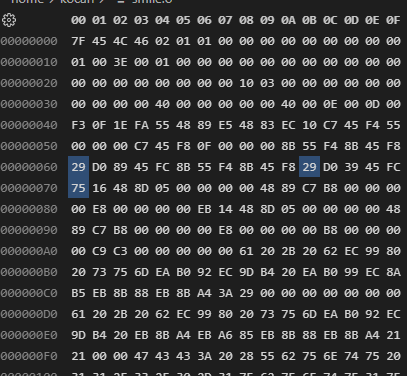 home kocan smile.o
00 01 02 03 04 05 06 07 08 09 0A 0B 0C 0D 0E 0F
00000000 7F 45 4C 46 02 01 01 00 00 00 00 00 00 00 00 00
00000010 01 00 3E 00 01 00 00 00 00 00 00 00 00 00 00 00
00000020 00 00 00 00 00 00 00 00 10 03 00 00 00 00 00 00
00000030 00 00 00 00 40 00 00 00 00 00 40 00 0E 00 0D 00
00000040 F3 0F 1E FA 55 48 89 E5 48 83 EC 10 C7 45 F4 55
00000050 00 00 00 C7 45 F8 0F 00 00 00 8B 55 F4 8B 45 F8
00000060 29 D0 89 45 FC 8B 55 F4 8B 45 F8 29 D0 39 45 FC
00000070 75 16 48 8D 05 00 00 00 00 48 89 C7 B8 00 00 00
00000080 00 E8 00 00 00 00 EB 14 48 8D 05 00 00 00 00 48
00000090 89 C7 B8 00 00 00 00 E8 00 00 00 00 B8 00 00 00
000000A0 00 C9 C3 00 00 00 00 00 61 20 2B 20 62 EC 99 80
000000B0 20 73 75 6D EA B0 92 EC 9D B4 20 EA B0 99 EC 8A
000000C0 B5 EB 8B 88 EB 8B A4 3A 29 00 00 00 00 00 00 00
000000D0 61 20 2B 20 62 EC 99 80 20 73 75 6D EA B0 92 EC
000000E0 9D B4 20 EB 8B A4 EB A6 85 EB 8B 88 EB 8B A4 21
000000F0 21 00 00 47 43 43 3A 20 28 55 62 75 6E 74 75 20